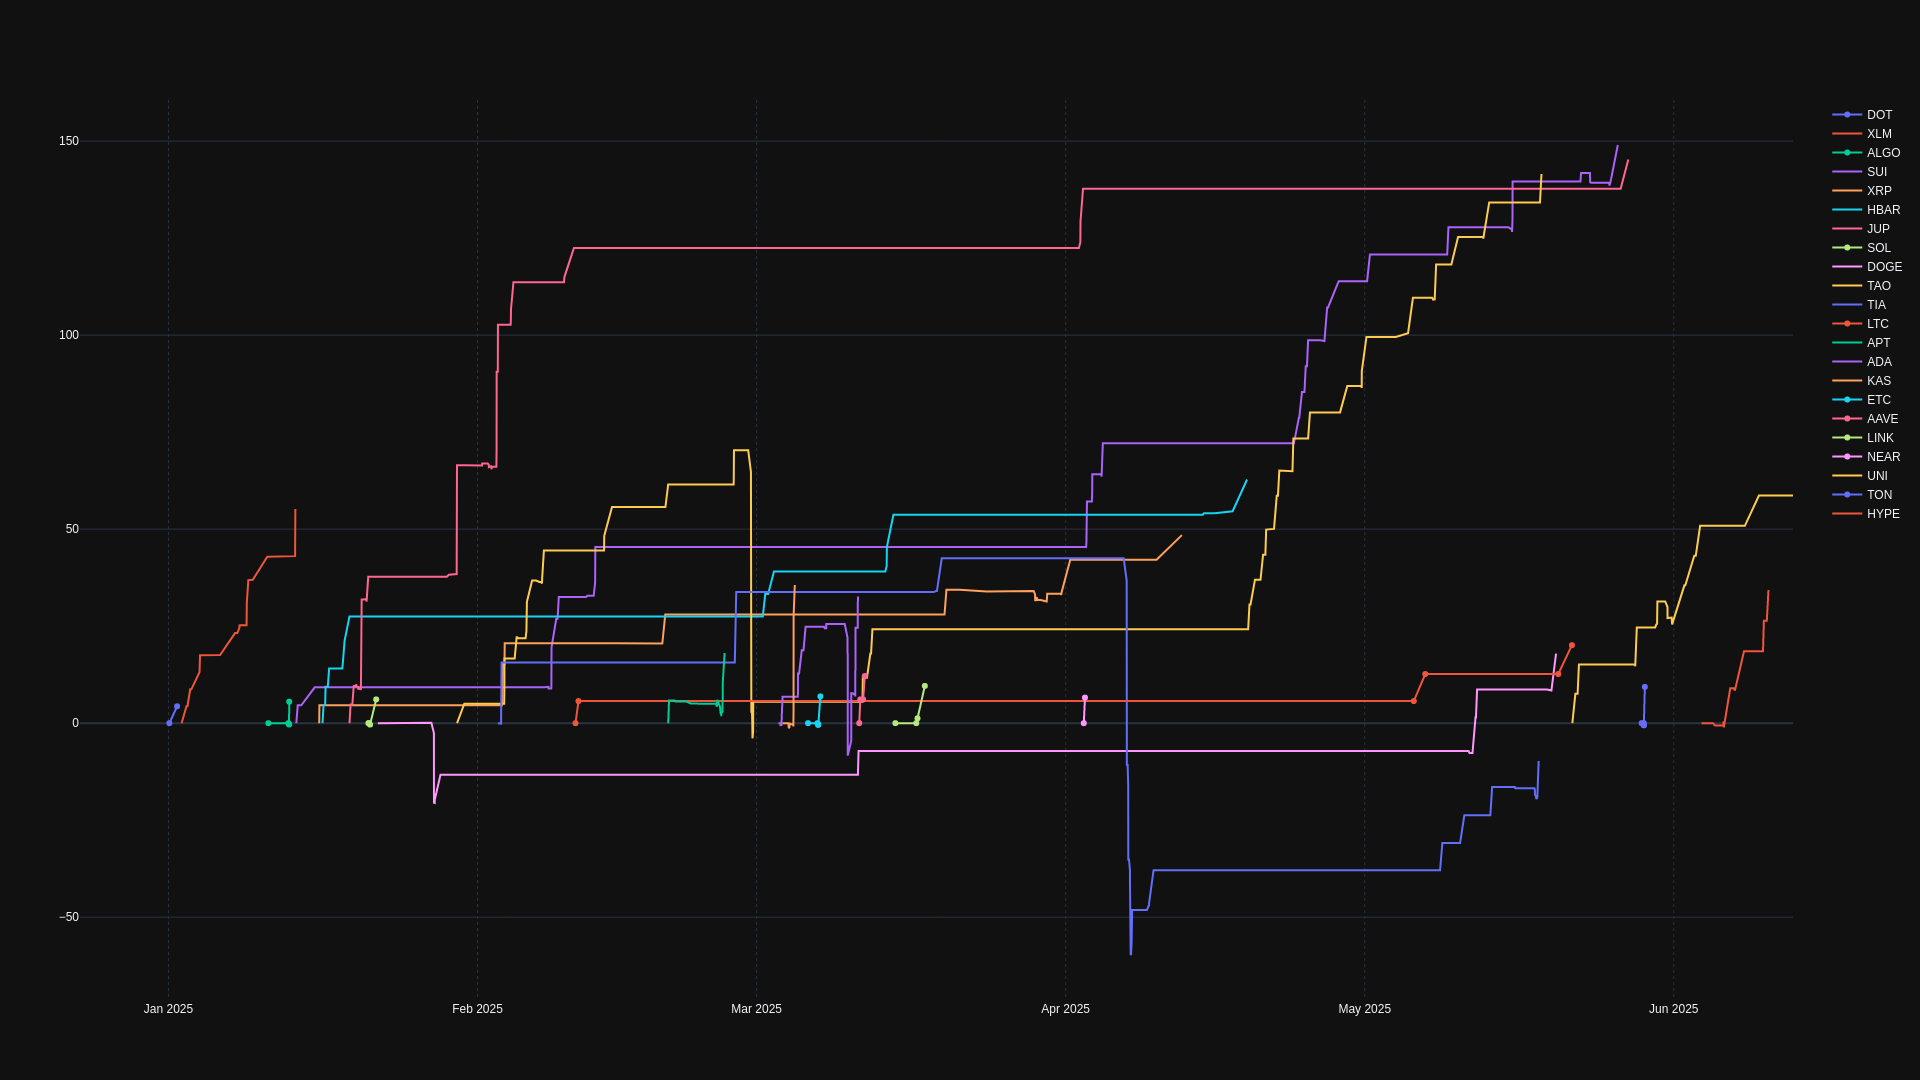 150
100
50
0
−50
Jan 2025
Feb 2025
Mar 2025
Apr 2025
May 2025
Jun 2025
DOT
XLM
ALGO
SUI
XRP
HBAR
JUP
SOL
DOGE
TAO
TIA
LTC
APT
ADA
KAS
ETC
AAVE
LINK
NEAR
UNI
TON
HYPE